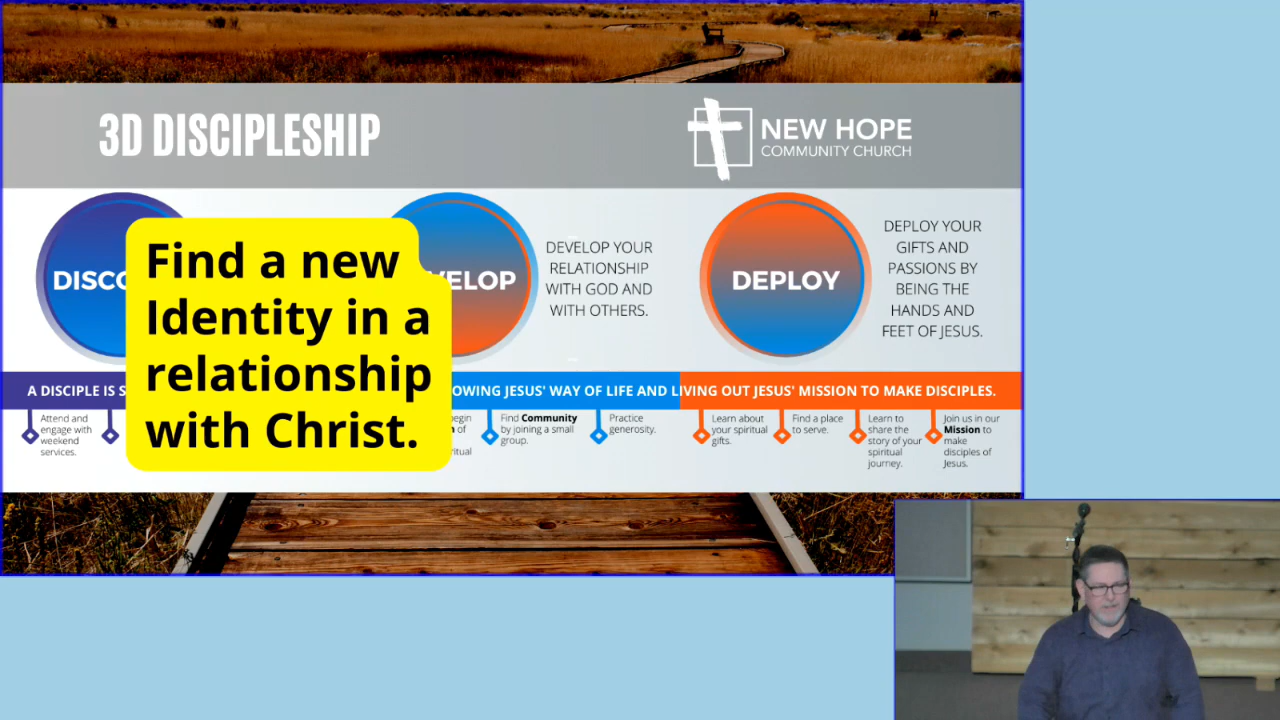 3D DISCIPLESHIP
NEW HOPE
COMMUNITY CHURCH
DISCO
Find a new
Identity in a
relationship
with Christ.
VELOP
DEVELOP YOUR
RELATIONSHIP
WITH GOD AND
WITH OTHERS.
DEPLOY
DEPLOY YOUR
GIFTS AND
PASSIONS BY
BEING THE
HANDS AND
FEET OF JESUS.
A DISCIPLE IS S
OWING JESUS' WAY OF LIFE AND LIVING OUT JESUS' MISSION TO MAKE DISCIPLES.
Attend and
engage with
weekend
services.
of
Find Community
by joining a small
group.
Practice
generosity.
Learn about
your spiritual
gifts.
Find a place
to serve.
Learn to
share the
story of your
spiritual
journey.
Join us in our
Mission to
make
disciples of
Jesus.